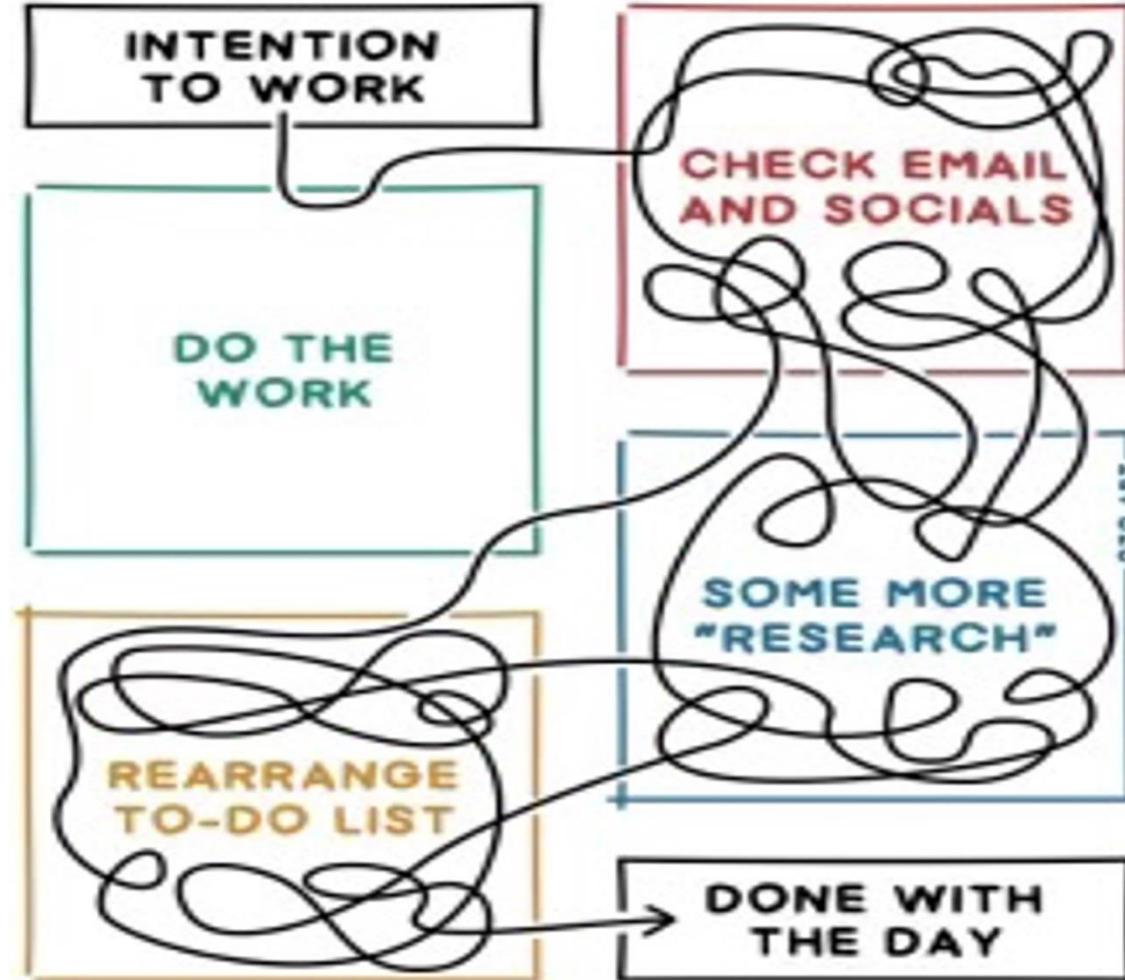 INTENTION
TO WORK
CHECK EMAIL
AND SOCIALS
DO THE
WORK
SOME MORE
"RESEARCH"
REARRANGE
TO-DO LIST
DONE WITH
THE DAY